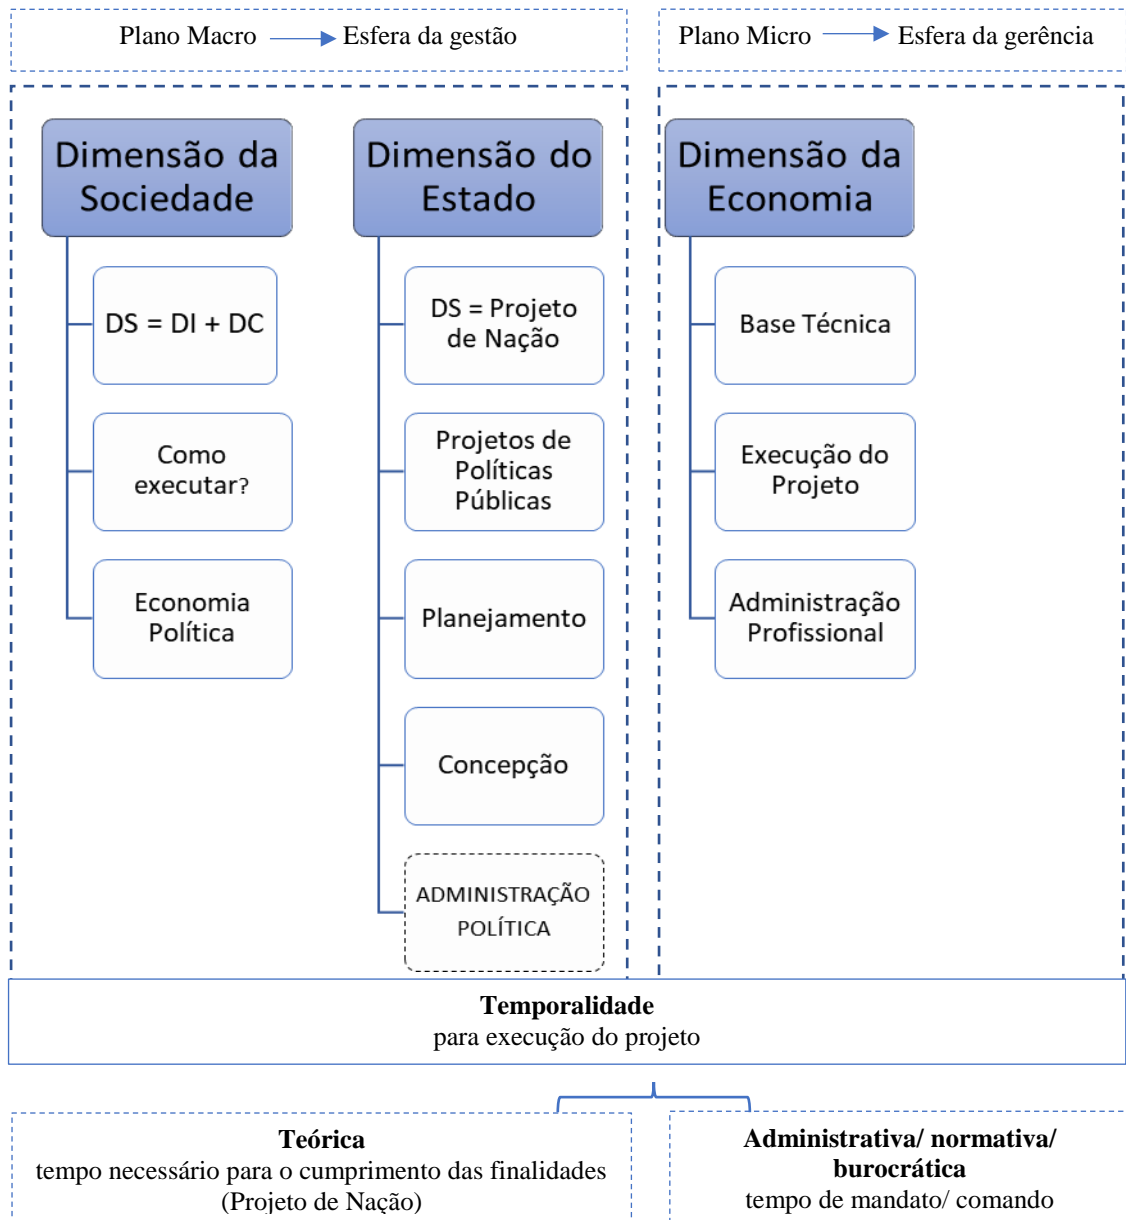 Plano Macro
Esfera da gestão
Plano Micro
Esfera da gerência
Dimensão da
Sociedade
DS = DI + DC
Como
executar?
Economia
Política
Dimensão do
Estado
DS = Projeto
de Nação
Projetos de
Políticas
Públicas
Planejamento
Concepção
ADMINISTRAÇÃO
POLÍTICA
Dimensão da
Economia
Base Técnica
Execução do
Projeto
Administração
Profissional
Temporalidade
para execução do projeto
Teórica
tempo necessário para o cumprimento das finalidades
(Projeto de Nação)
Administrativa/ normativa/
burocrática
tempo de mandato/ comando